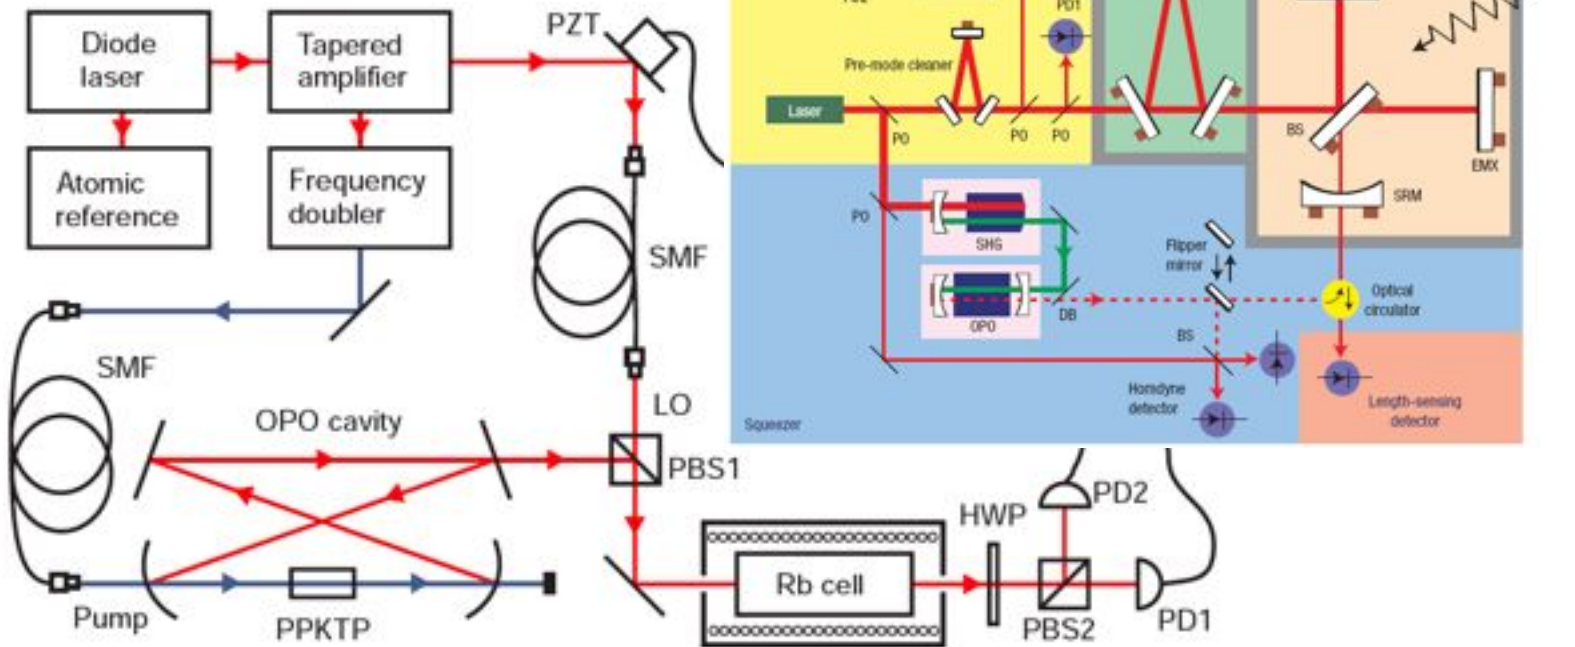 Diode
laser
Tapered
amplifier
PZT
Atomic
reference
Frequency
doubler
SMF
SMF
LO
OPO cavity
PBS1
Pump
PPKTP
Rb cell
HWP
PD2
PBS2
PD1
PD1
Pre-mode cleaner
Laser
PO
PO
PO
BS
EMX
PO
SHG
SRM
Flipper
mirror
Optical
circulator
OPO
DB
BS
Homdyne
detector
Length-sensing
detector
Squeezer